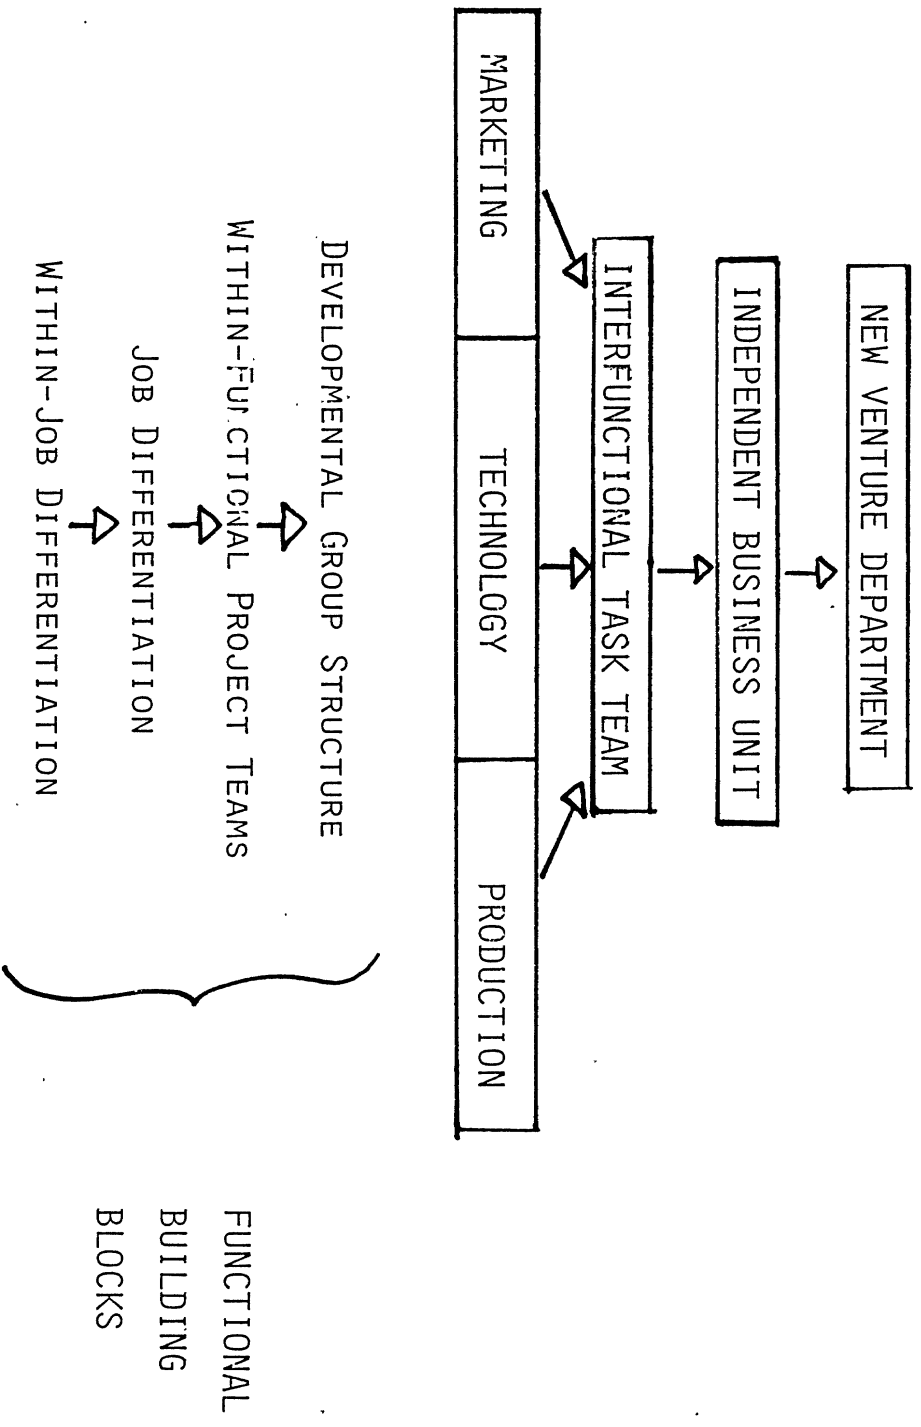 NEW VENTURE DEPARTMENT
INDEPENDENT BUSINESS UNIT
INTERFUNCTIONAL TASK TEAM
MARKETING
TECHNOLOGY
PRODUCTION
DEVELOPMENTAL GROUP STRUCTURE
WITHIN-FUNCTIONAL PROJECT TEAMS
JOB DIFFERENTIATION
WITHIN-JOB DIFFERENTIATION
FUNCTIONAL
BUILDING
BLOCKS